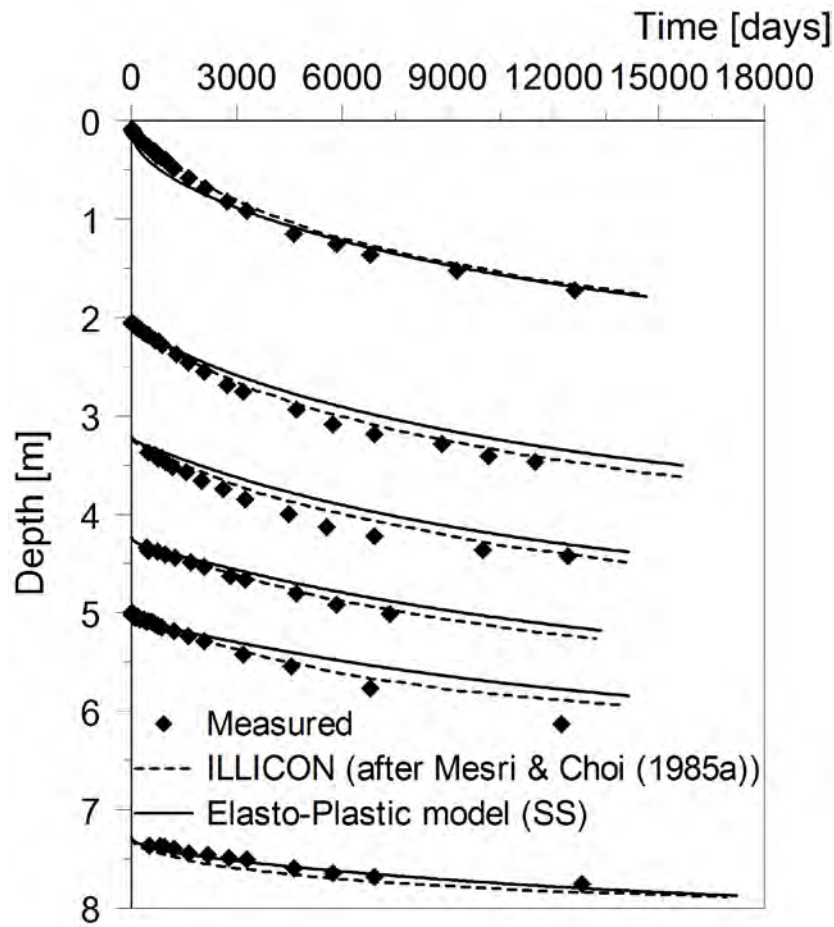 Time [days]
0 3000 6000 9000 12000 15000 18000
0
1
2
3
4
5
6
7
8
Depth [m]
Measured
ILLICON (after Mesri & Choi (1985a))
Elasto-Plastic model (SS)